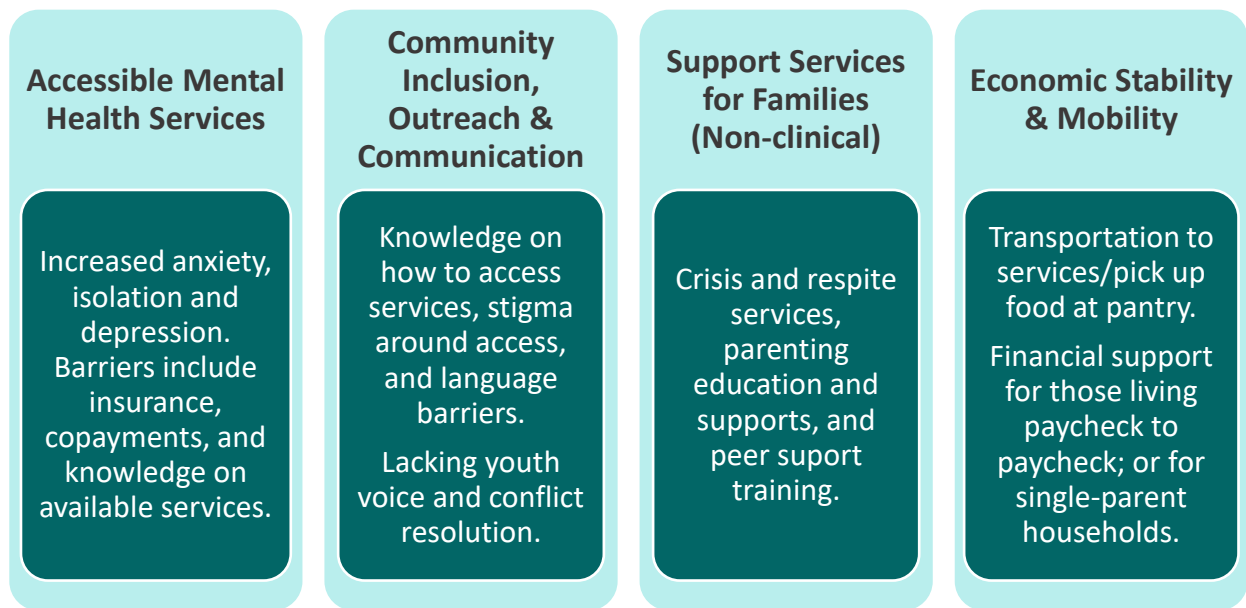 Accessible Mental
Health Services
Increased anxiety,
isolation and
depression.
Barriers include
insurance,
copayments, and
knowledge on
available services.
Community
Inclusion,
Outreach &
Communication
Knowledge on
how to access
services, stigma
around access,
and language
barriers.
Lacking youth
voice and conflict
resolution.
Support Services
for Families
(Non-clinical)
Crisis and respite
services,
parenting
education and
supports, and
peer suport
training.
Economic Stability
& Mobility
Transportation to
services/pick up
food at pantry.
Financial support
for those living
paycheck to
paycheck; or for
single-parent
households.